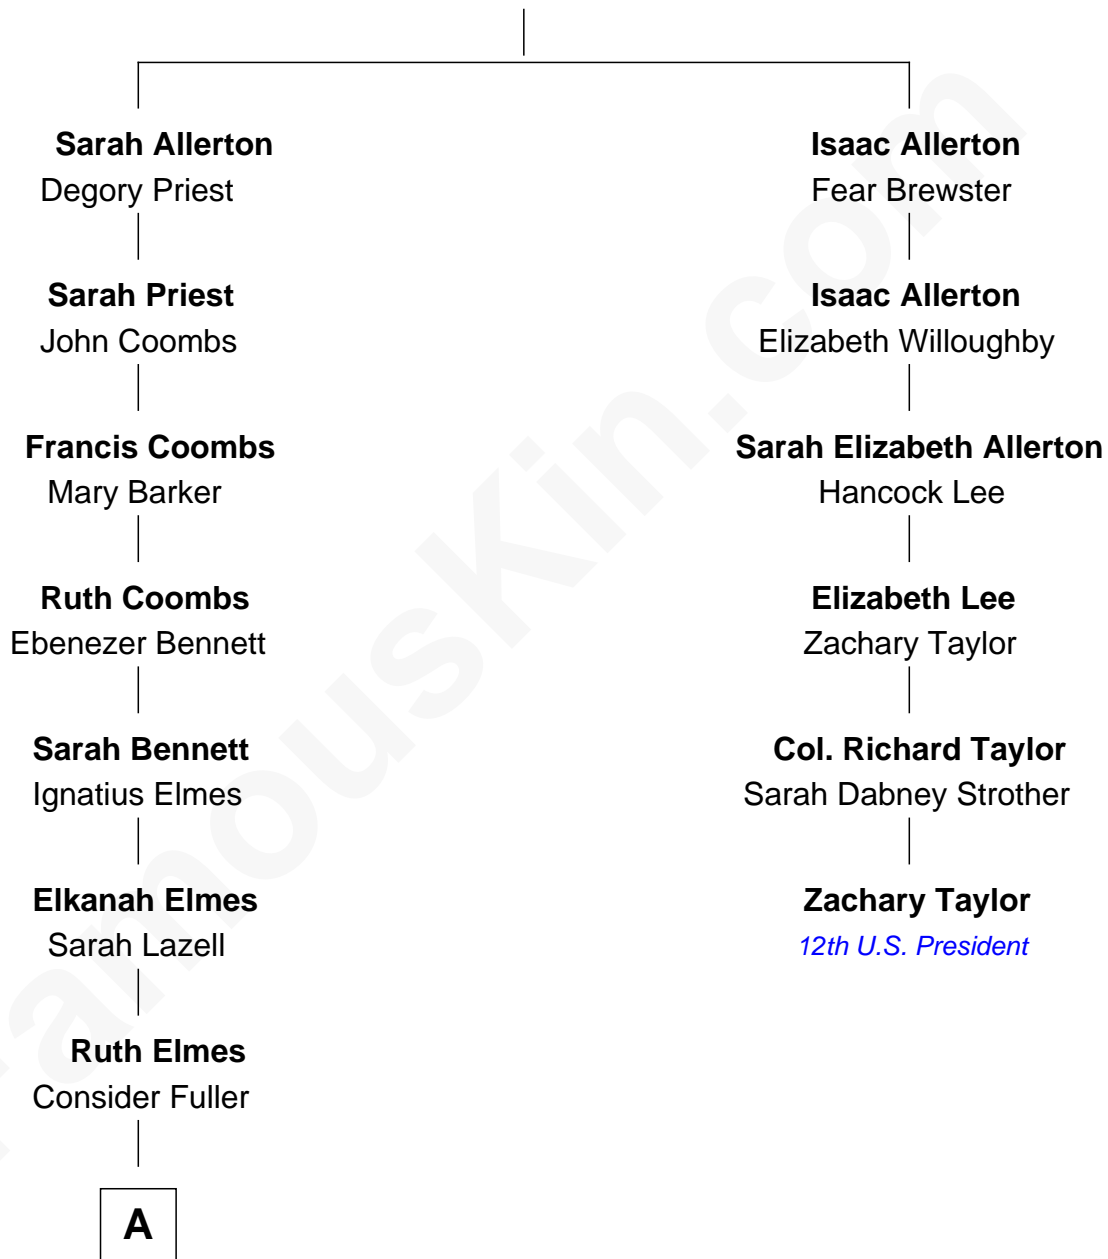 Sarah Allerton
Degory Priest
Sarah Priest
John Coombs
Francis Coombs
Mary Barker
Ruth Coombs
Ebenezer Bennett
Sarah Bennett
Ignatius Elmes
Elkanah Elmes
Sarah Lazell
Ruth Elmes
Consider Fuller
A
Isaac Allerton
Fear Brewster
Isaac Allerton
Elizabeth Willoughby
Sarah Elizabeth Allerton
Hancock Lee
Elizabeth Lee
Zachary Taylor
Col. Richard Taylor
Sarah Dabney Strother
Zachary Taylor
12th U.S. President
FamousKin.com